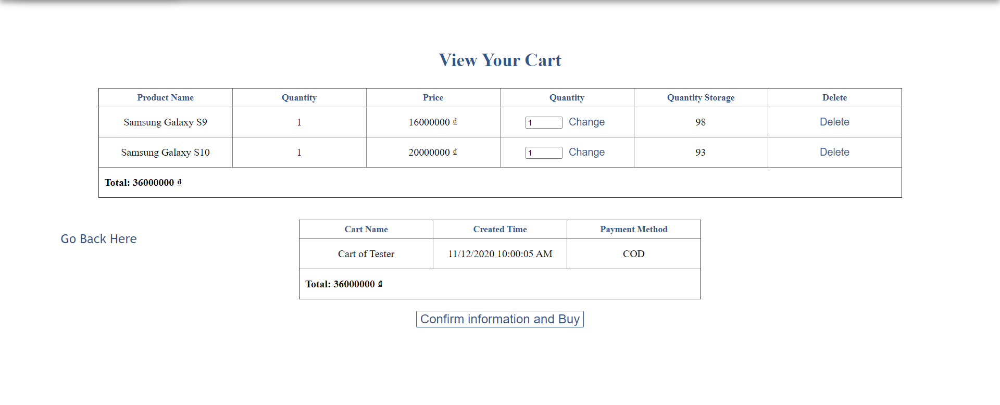 View Your Cart
Product Name Quantity Price Quantity Quantity Storage Delete
Samsung Galaxy S9 1 16000000 ₫ 1 Change 98 Delete
Samsung Galaxy S10 1 20000000 ₫ 1 Change 93 Delete
Total: 36000000 ₫
Go Back Here
Cart Name Created Time Payment Method
Cart of Tester 11/12/2020 10:00:05 AM COD
Total: 36000000 ₫
Confirm information and Buy